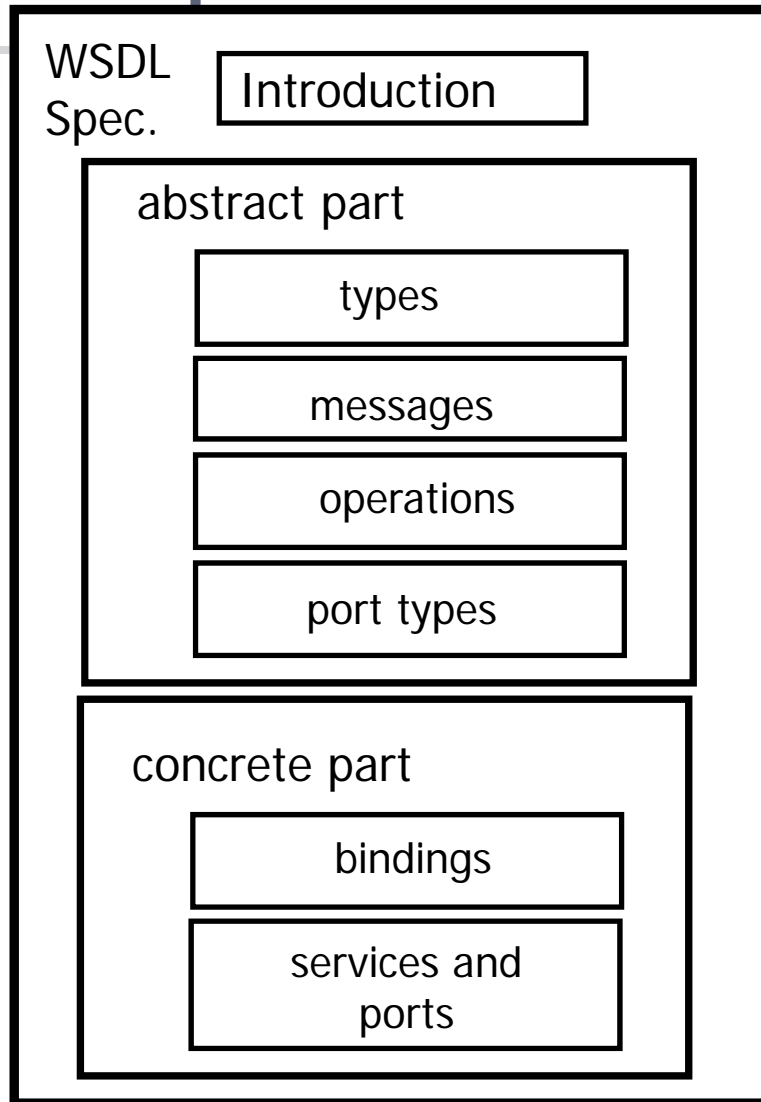 WSDL
Spec.
Introduction
abstract part
types
messages
operations
port types
concrete part
bindings
services and
ports